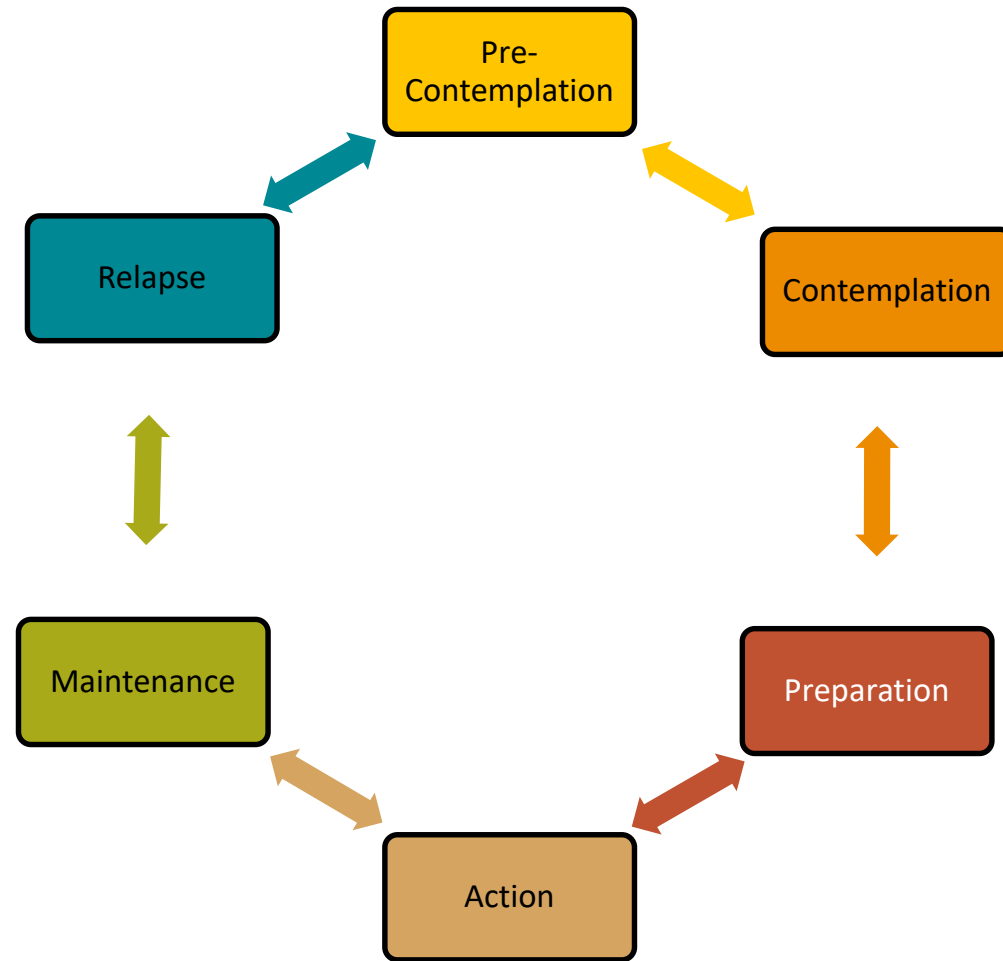 Pre-
Contemplation
Relapse
Contemplation
Maintenance
Preparation
Action